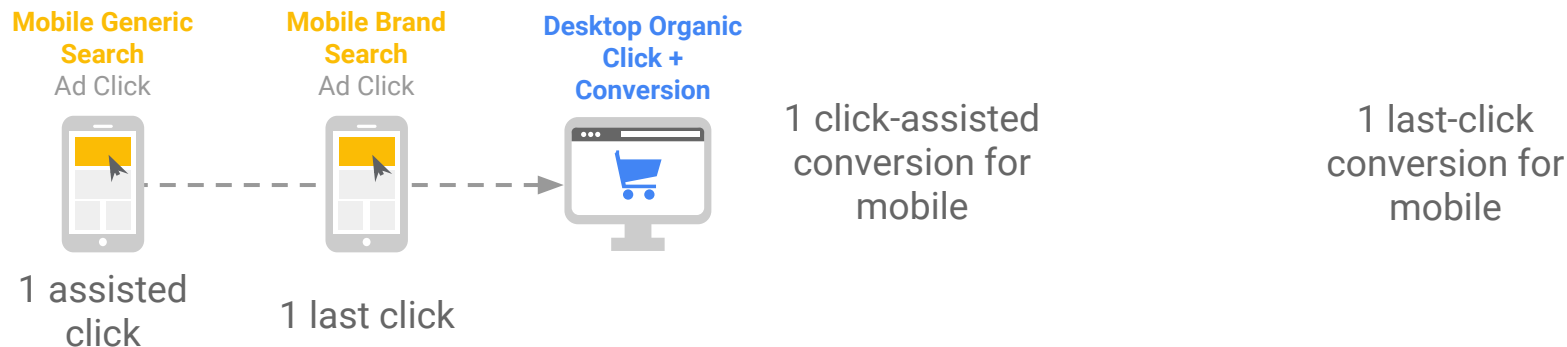 Mobile Generic
Search
Ad Click
Mobile Brand
Search
Ad Click
Desktop Organic
Click +
Conversion
1 assisted
click
1 last click
1 click-assisted
conversion for
mobile
1 last-click
conversion for
mobile